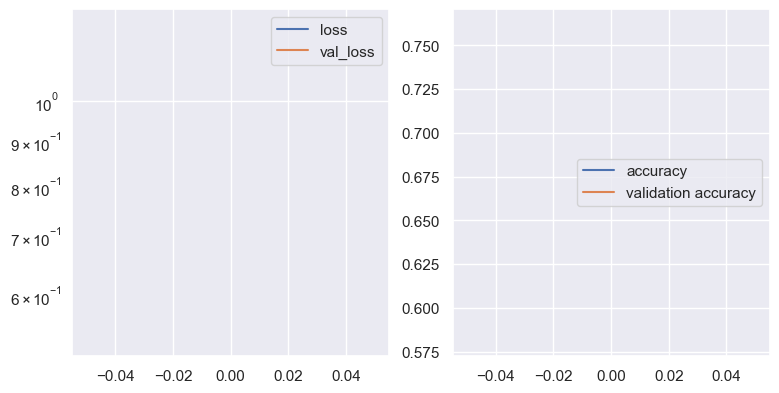 loss
val_loss
10⁰
9 × 10⁻¹
8 × 10⁻¹
7 × 10⁻¹
6 × 10⁻¹
−0.04 −0.02 0.00 0.02 0.04
0.750
0.725
0.700
0.675
0.650
0.625
0.600
0.575
accuracy
validation accuracy
−0.04 −0.02 0.00 0.02 0.04